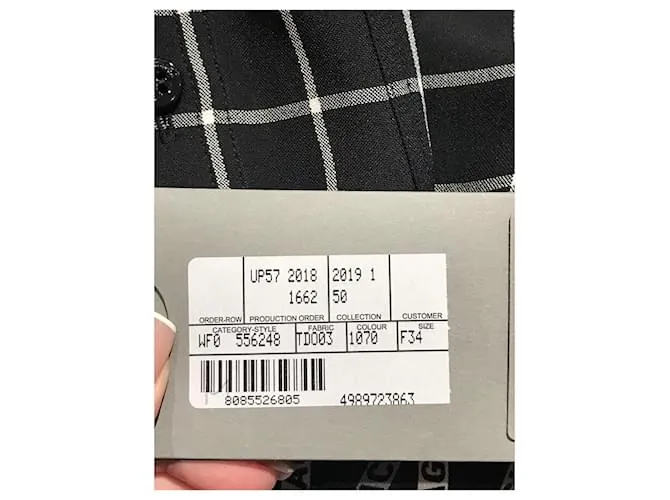 UP57 2018 2019 1
1662 50
ORDER-ROW PRODUCTION ORDER COLLECTION CUSTOMER
CATEGORY-STYLE FABRIC COLOUR SIZE
WF0 556248 TDO03 1070 F34
8085526805 4989723863